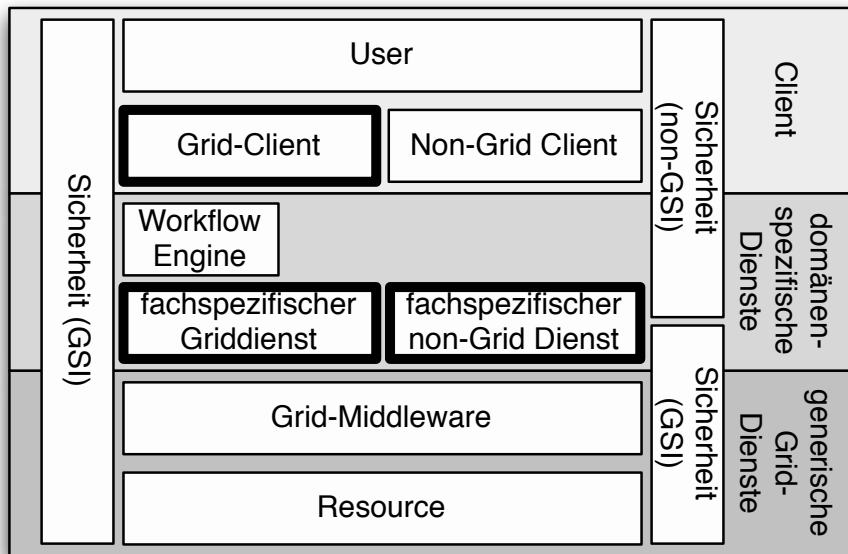 User
Grid-Client
Non-Grid Client
Workflow
Engine
fachspezifischer
Griddienst
fachspezifischer
non-Grid Dienst
Grid-Middleware
Resource
Sicherheit (GSI)
Sicherheit
(non-GSI)
Sicherheit
(GSI)
Client
domänen-
spezifische
Dienste
generische
Grid-
Dienste